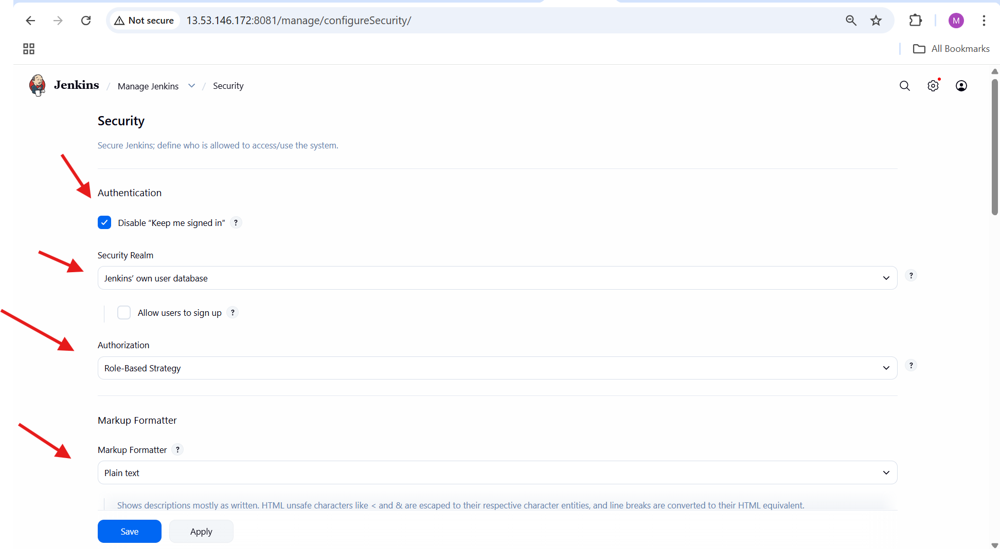 Not secure 13.53.146.172:8081/manage/configureSecurity/ M
All Bookmarks
Jenkins / Manage Jenkins / Security
Security
Secure Jenkins; define who is allowed to access/use the system.
Authentication
Disable “Keep me signed in” ?
Security Realm
Jenkins’ own user database ?
Allow users to sign up ?
Authorization
Role-Based Strategy ?
Markup Formatter
Markup Formatter ?
Plain text
Shows descriptions mostly as written. HTML unsafe characters like < and & are escaped to their respective character entities, and line breaks are converted to their HTML equivalent.
Save Apply